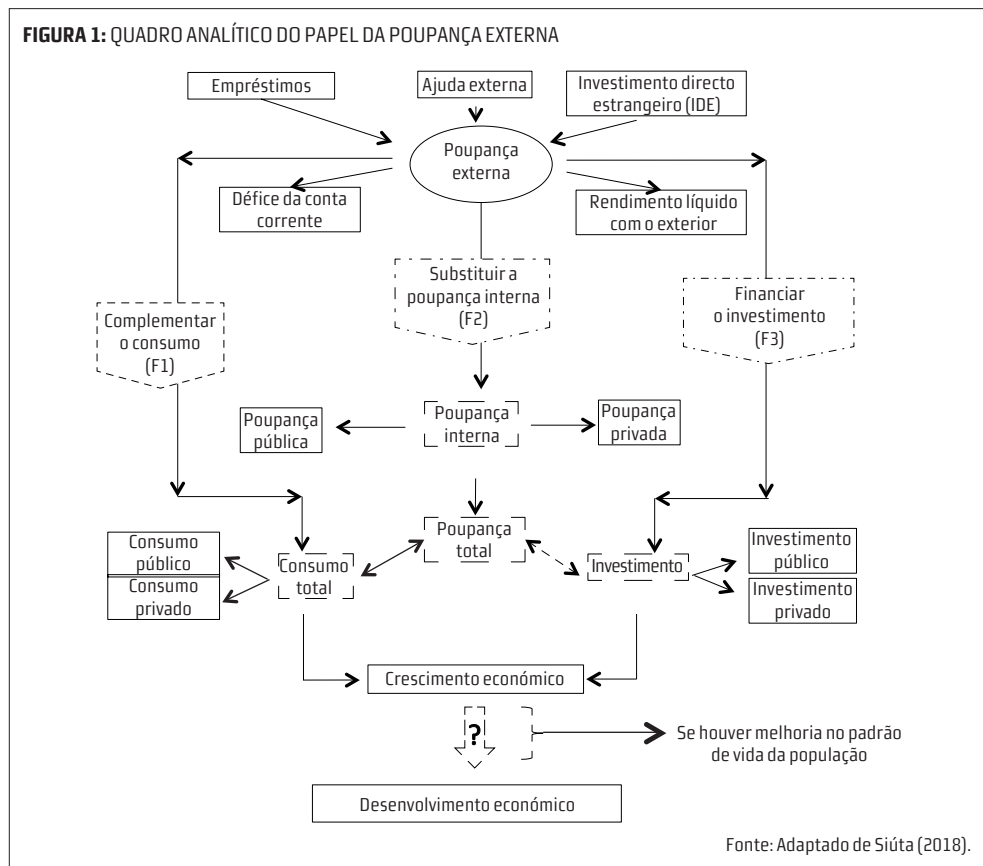 FIGURA 1: QUADRO ANALÍTICO DO PAPEL DA POUPANÇA EXTERNA
Empréstimos
Ajuda externa
Investimento directo
estrangeiro (IDE)
Poupança
externa
Défice da conta
corrente
Rendimento líquido
com o exterior
Complementar
o consumo
(F1)
Substituir a
poupança interna
(F2)
Financiar
o investimento
(F3)
Poupança
pública
Poupança
interna
Poupança
privada
Consumo
público
Consumo
privado
Consumo
total
Poupança
total
Investimento
Investimento
público
Investimento
privado
Crescimento económico
?
Se houver melhoria no padrão
de vida da população
Desenvolvimento económico
Fonte: Adaptado de Siúta (2018).